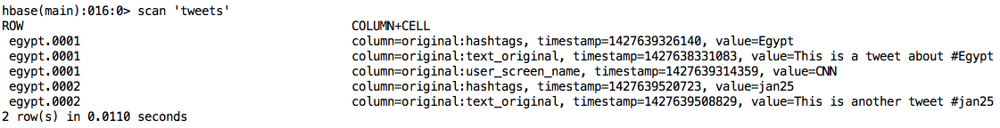 hbase(main):016:0> scan 'tweets'
ROW COLUMN+CELL
egypt.0001 column=original:hashtags, timestamp=1427639326140, value=Egypt
egypt.0001 column=original:text_original, timestamp=1427638331083, value=This is a tweet about #Egypt
egypt.0001 column=original:user_screen_name, timestamp=1427639314359, value=CNN
egypt.0002 column=original:hashtags, timestamp=1427639520723, value=jan25
egypt.0002 column=original:text_original, timestamp=1427639508829, value=This is another tweet #jan25
2 row(s) in 0.0110 seconds